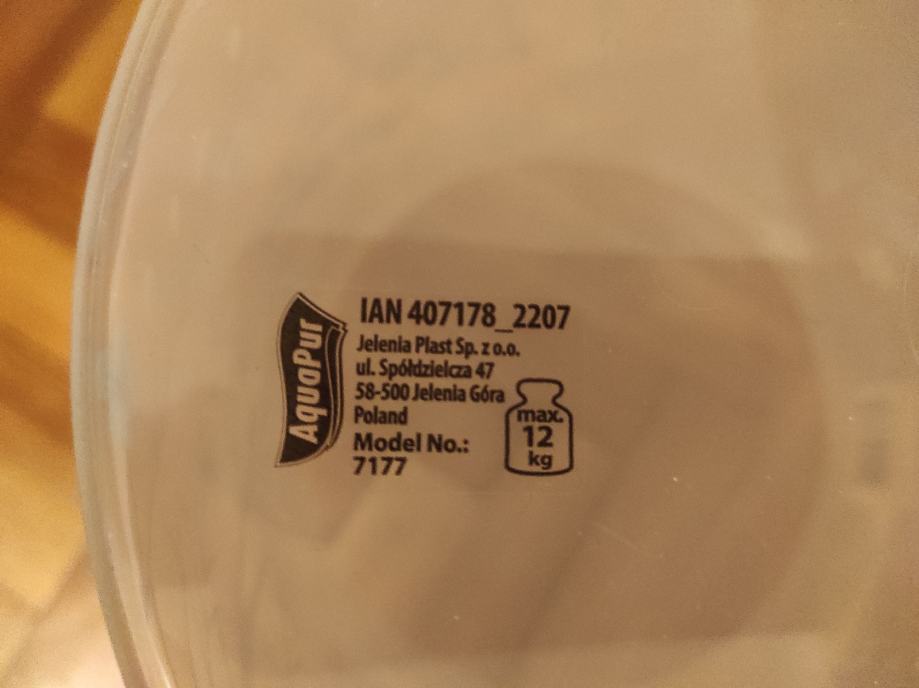 AquaPur
IAN 407178_2207
Jelenia Plast Sp. z o.o.
ul. Spółdzielcza 47
58-500 Jelenia Góra
Poland
Model No.:
7177
max.
12
kg